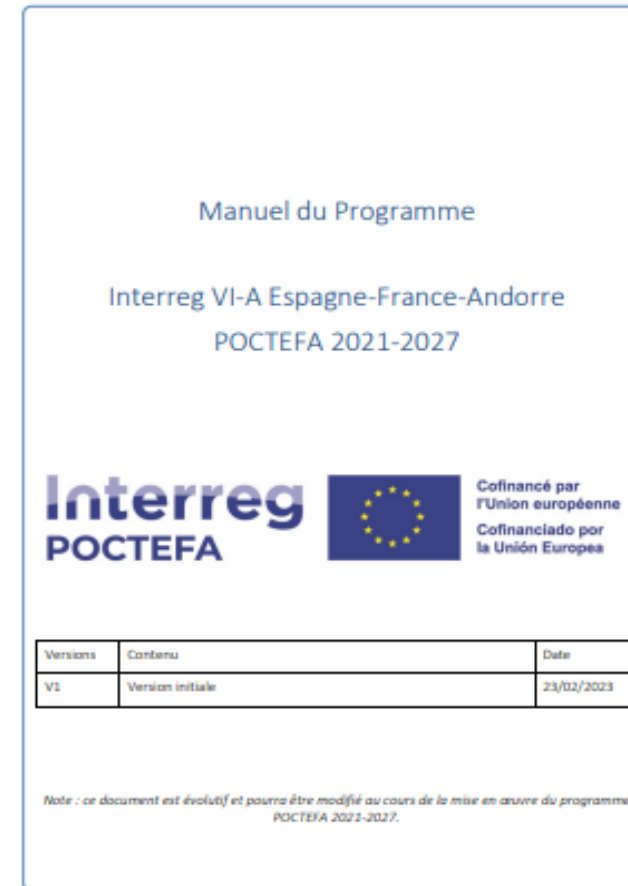 Manuel du Programme
Interreg VI-A Espagne-France-Andorre
POCTEFA 2021-2027
Interreg
POCTEFA
Cofinancé par
l'Union européenne
Cofinanciado por
la Unión Europea
Versions Contenu Date
V1 Version initiale 23/02/2023
Note : ce document est évolutif et pourra être modifié au cours de la mise en œuvre du programme
POCTEFA 2021-2027.